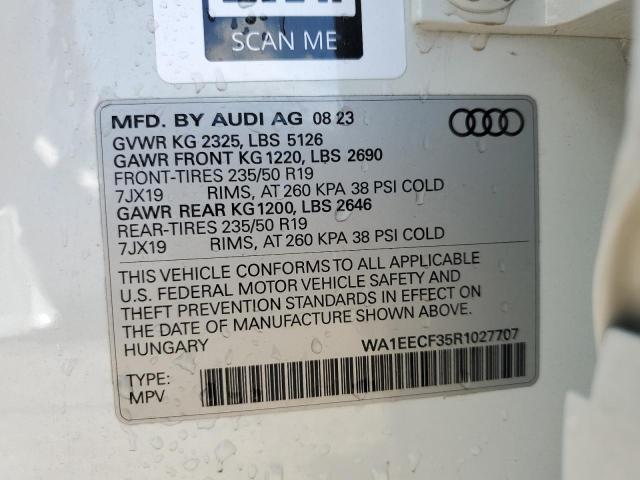 SCAN ME
MFD. BY AUDI AG 08 23
GVWR KG 2325, LBS 5126
GAWR FRONT KG 1220, LBS 2690
FRONT-TIRES 235/50 R19
7JX19 RIMS, AT 260 KPA 38 PSI COLD
GAWR REAR KG 1200, LBS 2646
REAR-TIRES 235/50 R19
7JX19 RIMS, AT 260 KPA 38 PSI COLD
THIS VEHICLE CONFORMS TO ALL APPLICABLE
U.S. FEDERAL MOTOR VEHICLE SAFETY AND
THEFT PREVENTION STANDARDS IN EFFECT ON
THE DATE OF MANUFACTURE SHOWN ABOVE.
HUNGARY WA1EECF35R1027707
TYPE:
MPV